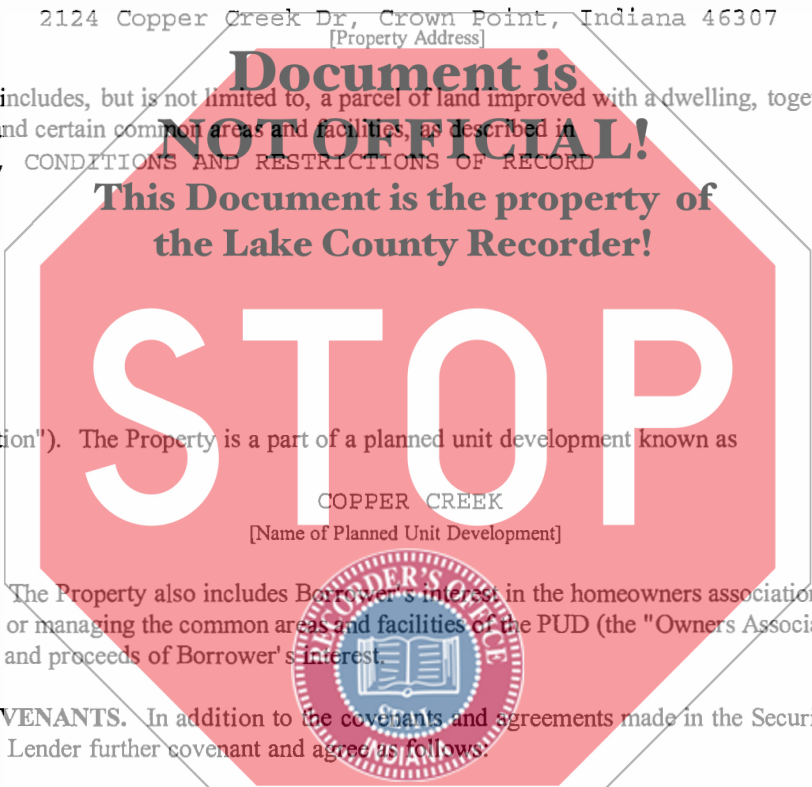 2124 Copper Creek Dr, Crown Point, Indiana 46307
[Property Address]
Document is
includes, but is not limited to, a parcel of land improved with a dwelling, toge
nd certain common areas and facilities, as described in
NOT OFFICIAL!
, CONDITIONS AND RESTRICTIONS OF RECORD
This Document is the property of
the Lake County Recorder!
STOP
tion"). The Property is a part of a planned unit development known as
COPPER CREEK
[Name of Planned Unit Development]
The Property also includes Borrower's interest in the homeowners association
or managing the common areas and facilities of the PUD (the "Owners Associa
and proceeds of Borrower's interest.
RECORDER'S OFFICE
SEAL
INDIANA
VENANTS. In addition to the covenants and agreements made in the Securi
Lender further covenant and agree as follows: